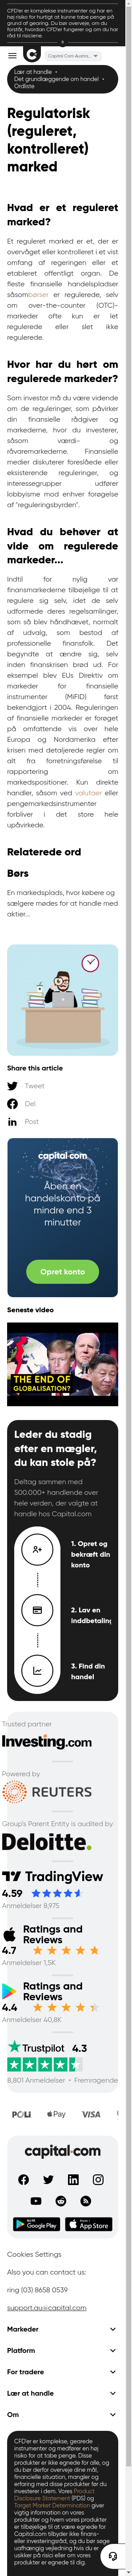 CFD'er er komplekse instrumenter og har en
høj risiko for hurtigt at kunne tabe penge på
grund af gearing. Du bør overveje, om du
forstår, hvordan CFD'er fungerer og om du har
råd til risiciene.
Capital Com Austra...
Lær at handle •
Det grundlæggende om handel •
Ordliste
Regulatorisk
(reguleret,
kontrolleret)
marked
Hvad er et reguleret
marked?
Et reguleret marked er et, der er
overvåget eller kontrolleret af en
regering eller et
etableret offentligt organ. De
fleste finansielle handelspladser
såsombørser er regulerede, selv
om over-the-counter (OTC)-
markeder ofte kun er let
regulerede eller slet ikke
regulerede.
Hvor har du hørt om
regulerede markeder?
Som investor må du være vidende
om de reguleringer, som påvirker
din finansielle rådgiver og
markederne, hvor du investerer,
såsom værdi-
råvaremarkederne. Finansielle
medier diskuterer foreslåede eller
eksisterende reguleringer, og
interessegrupper udfører
lobbyisme mod ivriver forøgelse
af "reguleringsbyrden".
Hvad du behøver at
vide om regulerede
markeder...
Indtil for nylig var
finansmarkederne tilbøjelige til at
regulere sig selv, idet de selv
udformede deres regelsamlinger,
som så blev håndhævet, normalt
af udvalg, som bestod af
professionelle finansfolk. Det
begyndte at ændre sig, selv
inden finanskrisen brød ud. For
eksempel blev EUs Direktiv om
markeder for finansielle
instrumenter (MiFID) først
bekendtgjort i 2004. Reguleringen
af finansielle markeder er forøget
på omfattende vis over hele
Europa og Nordamerika efter
krisen med detaljerede regler om
alt fra forretningsførelse til
rapportering om
markedspositioner. Kun direkte
handler, såsom ved valutaer eller
pengemarkedsinstrumenter
forbliver i det store hele
upåvirkede.
Relaterede ord
Børs
En markedsplads, hvor købere og
sælgere mødes for at handle med
aktier...
Share this article
Tweet
Del
Post
capital.com
Åben en
handelskonto på
mindre end 3
minutter
Opret konto
Seneste video
THE END OF
GLOBALISATION?
Leder du stadig
efter en mægler,
du kan stole på?
Deltag sammen med
500.000+ handlende over
hele verden, der valgte at
handle hos Capital.com
1. Opret og
bekræft din
konto
2. Lav en
inddbetaling
3. Find din
handel
Trusted partner
Investing.com
Powered by
REUTERS
Group's Parent Entity is audited by
Deloitte.
TradingView
4.59
Anmeldelser 8,975
Ratings and
Reviews
4.7
Anmeldelser 1,5K
Ratings and
Reviews
4.4
Anmeldelser 40,8K
Trustpilot 4.3
8,801 Anmeldelser • Fremragende
POLi Pay VISA
capital.com
Google Play
App Store
Cookies Settings
Also you can contact us:
ring (03) 8658 0539
support.au@capital.com
Markeder
Platform
For tradere
Lær at handle
Om
CFD'er er komplekse, gearede
instrumenter og medfører en høj
risiko for at tabe penge. Disse
produkter er ikke egnede for alle, og
du bør overveje dine mål, din
finansielle situation, mangler og
erfaring med disse produkter før du
investerer i dem. Vores Product
Disclosure Statement (PDS) og
Target Market Determination giver
vigtig information om vores
produkter og hvem vores produkter
er egnede til.
Capital.com tilbyder ikke finans-
eller investeringsråd, og du bør søge
uafhængig rådgivning, hvis du er
usikker på risici eller om vores
produkter er egnede til dig.